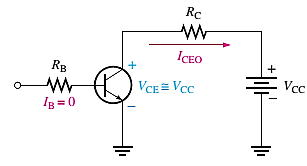 R_C
I_CEO
R_B
+
V_CE ≅ V_CC
−
I_B = 0
+
V_CC
−